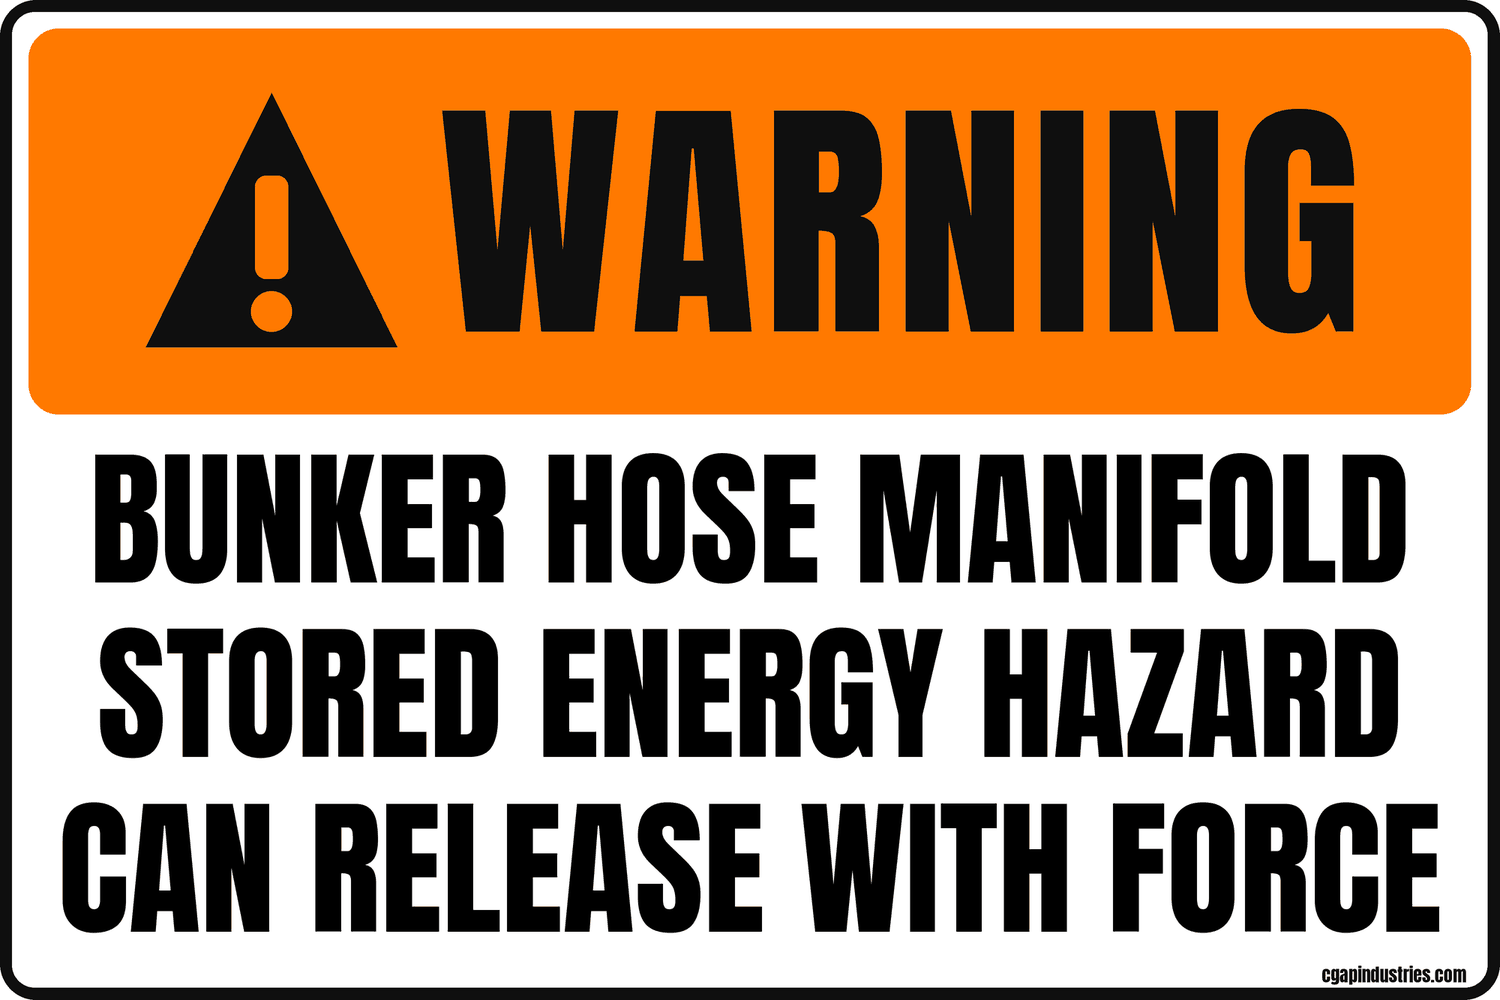 WARNING
BUNKER HOSE MANIFOLD
STORED ENERGY HAZARD
CAN RELEASE WITH FORCE
cgapindustries.com